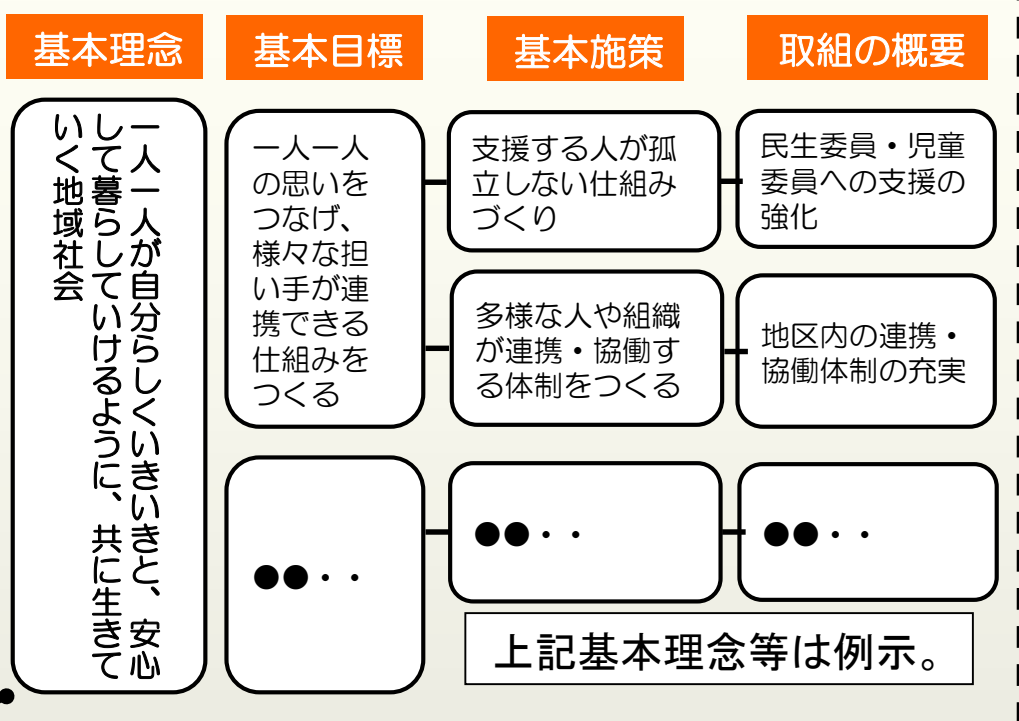 基本理念
基本目標
基本施策
取組の概要
一人一人が自分らしくいきいきと、安心
して暮らしていけるように、共に生きて
いく地域社会
一人一人
の思いを
つなげ、
様々な担
い手が連
携できる
仕組みを
つくる
支援する人が孤
立しない仕組み
づくり
民生委員・児童
委員への支援の
強化
多様な人や組織
が連携・協働す
る体制をつくる
地区内の連携・
協働体制の充実
●●・・
●●・・
●●・・
上記基本理念等は例示。